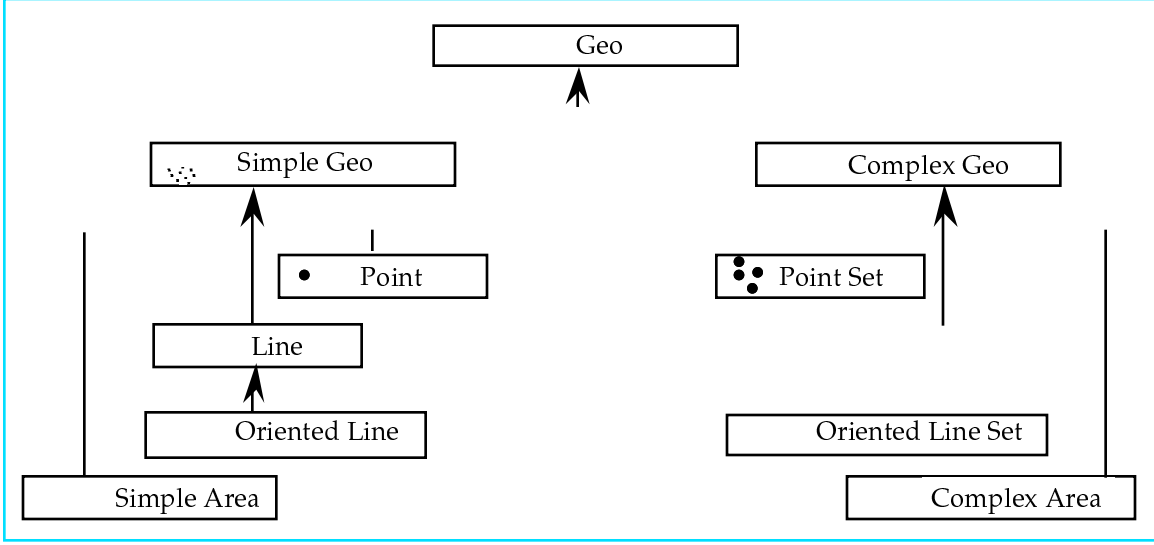 Geo
Simple Geo
Complex Geo
Point
Point Set
Line
Oriented Line
Oriented Line Set
Simple Area
Complex Area